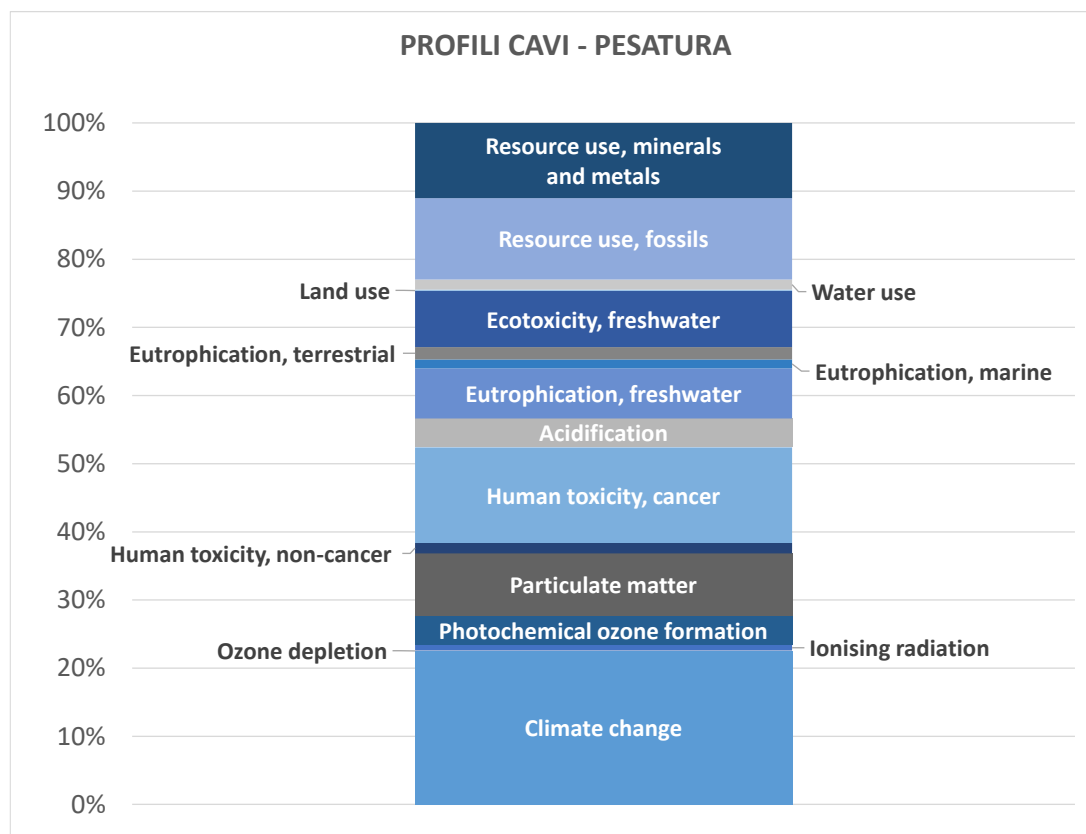 PROFILI CAVI - PESATURA
100%
Resource use, minerals
and metals
90%
Resource use, fossils
80%
Land use
Water use
Ecotoxicity, freshwater
70%
Eutrophication, terrestrial
Eutrophication, marine
60%
Eutrophication, freshwater
Acidification
50%
Human toxicity, cancer
40%
Human toxicity, non-cancer
Particulate matter
30%
Photochemical ozone formation
Ozone depletion
Ionising radiation
20%
Climate change
10%
0%